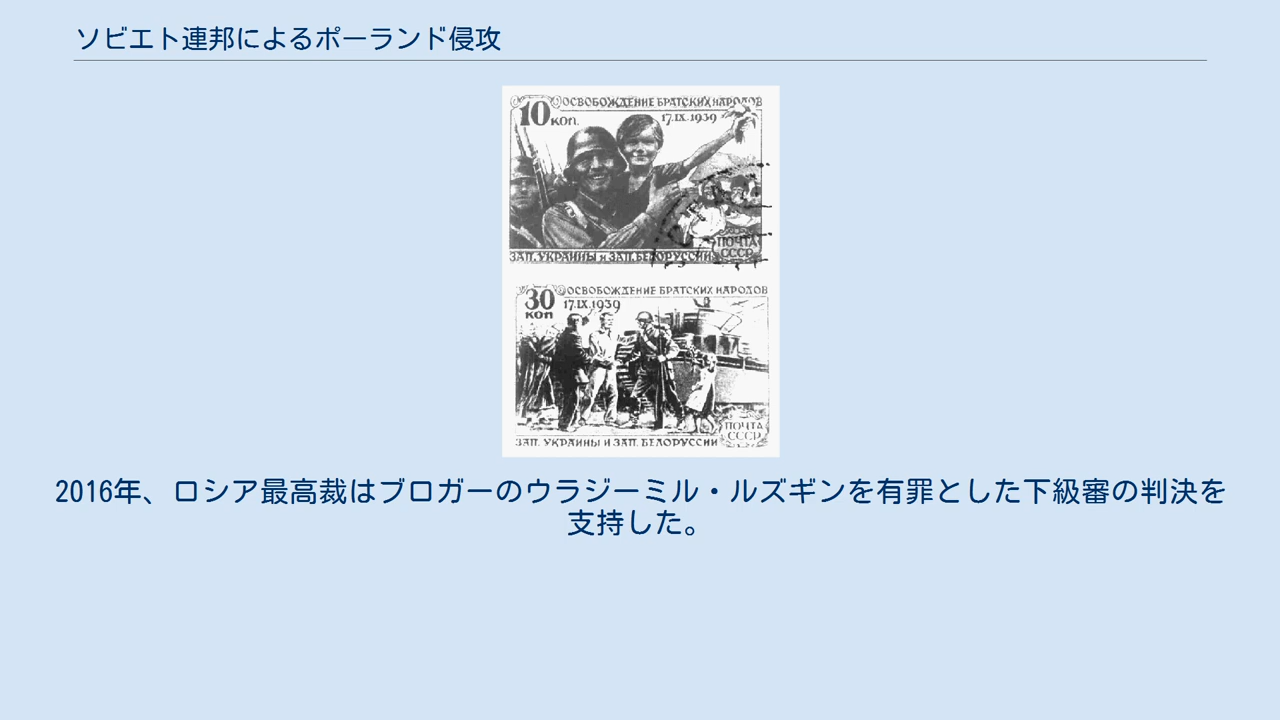 ソビエト連邦によるポーランド侵攻
10 коп.
ОСВОБОЖДЕНИЕ БРАТСКИХ НАРОДОВ
17.IX.1939
ПОЧТА
СССР
ЗАП. УКРАИНЫ и ЗАП. БЕЛОРУССИИ
30 коп
ОСВОБОЖДЕНИЕ БРАТСКИХ НАРОДОВ
17.IX.1939
ПОЧТА
СССР
ЗАП. УКРАИНЫ И ЗАП. БЕЛОРУССИИ
2016年、ロシア最高裁はブロガーのウラジーミル・ルズギンを有罪とした下級審の判決を
支持した。